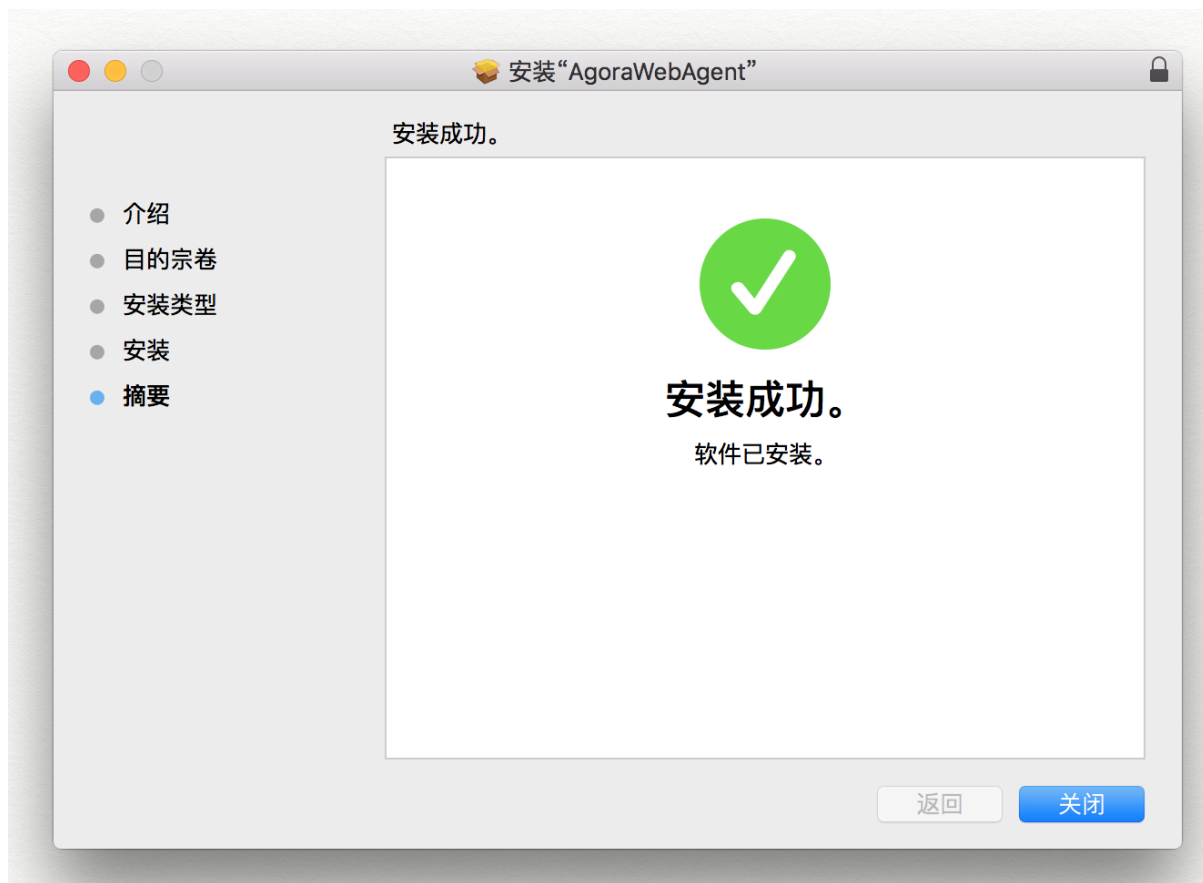 安装“AgoraWebAgent”
安装成功。
介绍
目的宗卷
安装类型
安装
摘要
安装成功。
软件已安装。
返回
关闭